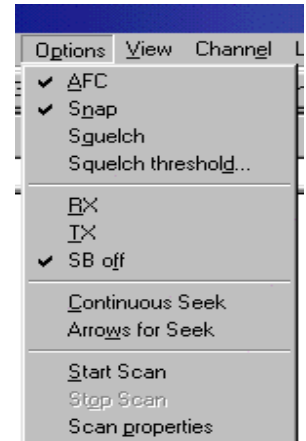 Options View Channel L
AFC
Snap
Squelch
Squelch threshold...
RX
TX
SB off
Continuous Seek
Arrows for Seek
Start Scan
Stop Scan
Scan properties